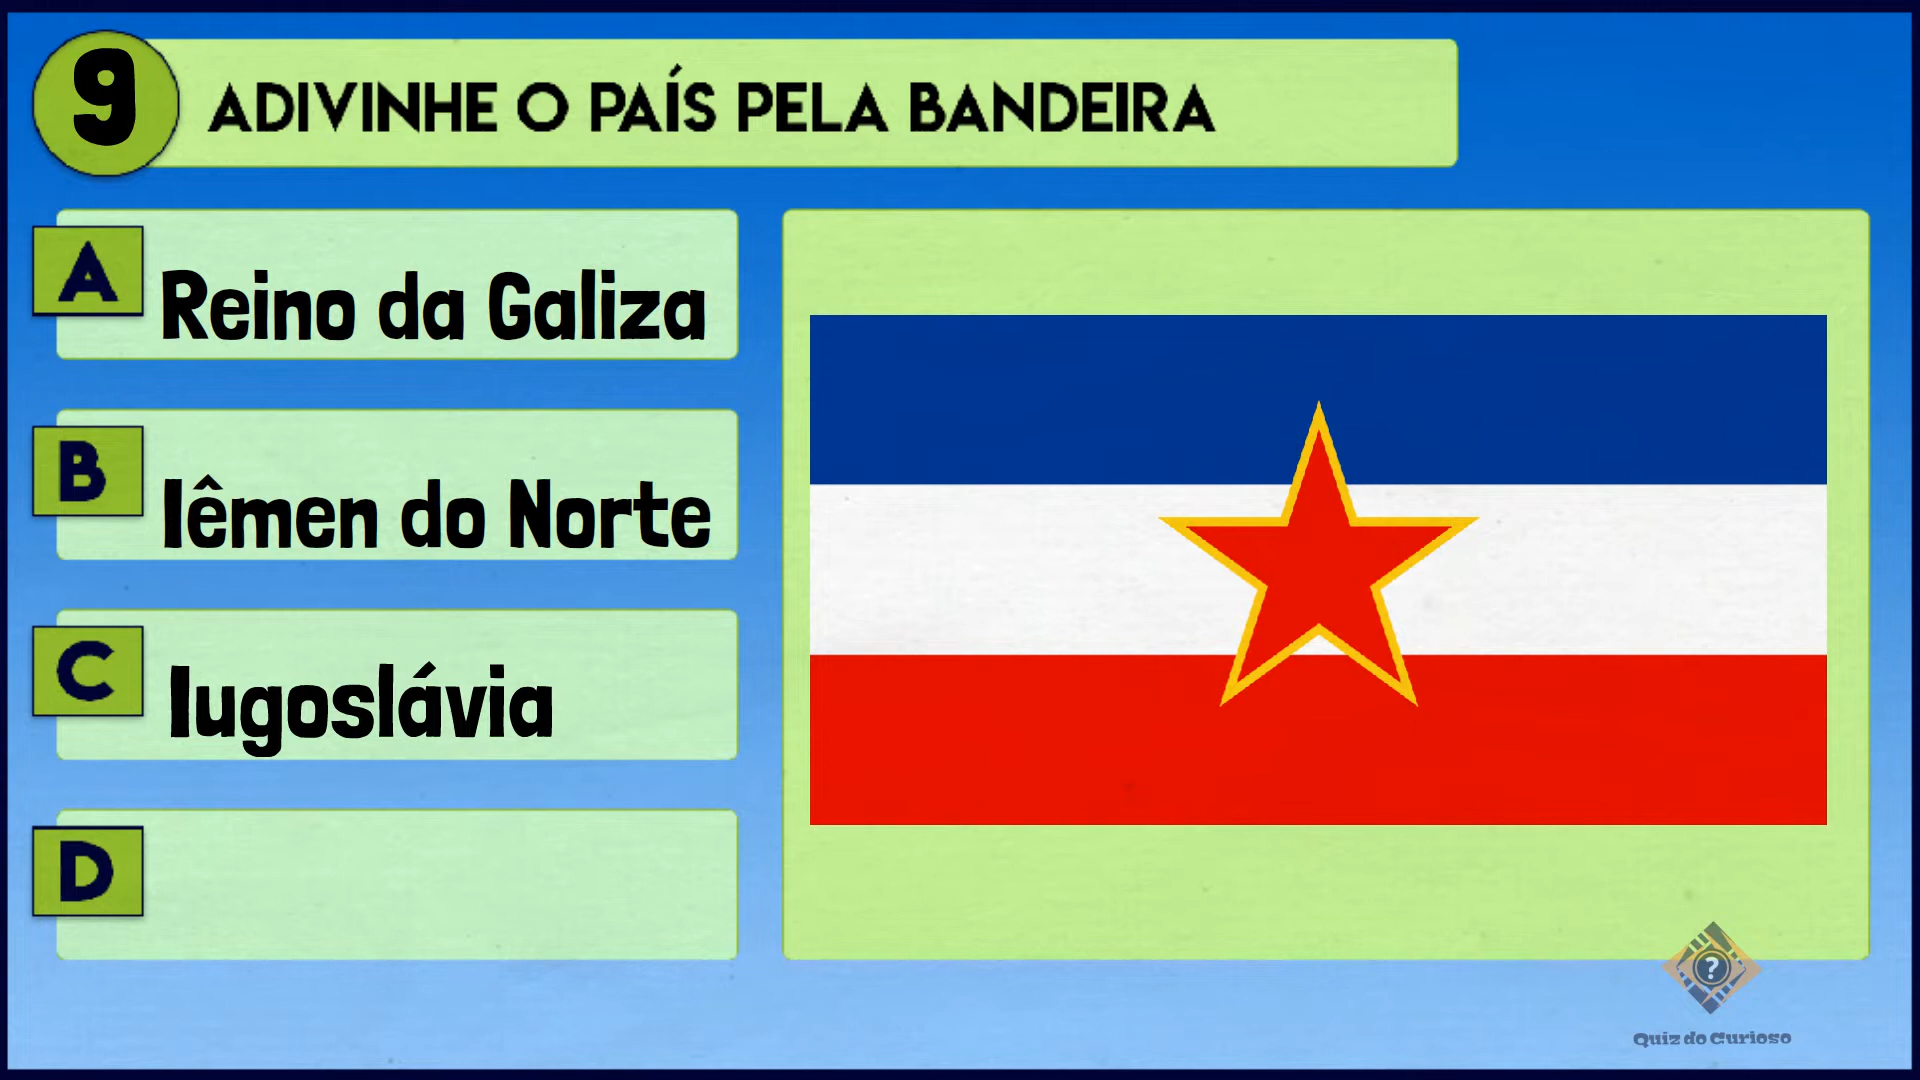 9
ADIVINHE O PAÍS PELA BANDEIRA
A
Reino da Galiza
B
Iêmen do Norte
C
Iugoslávia
D
?
Quiz do Curioso